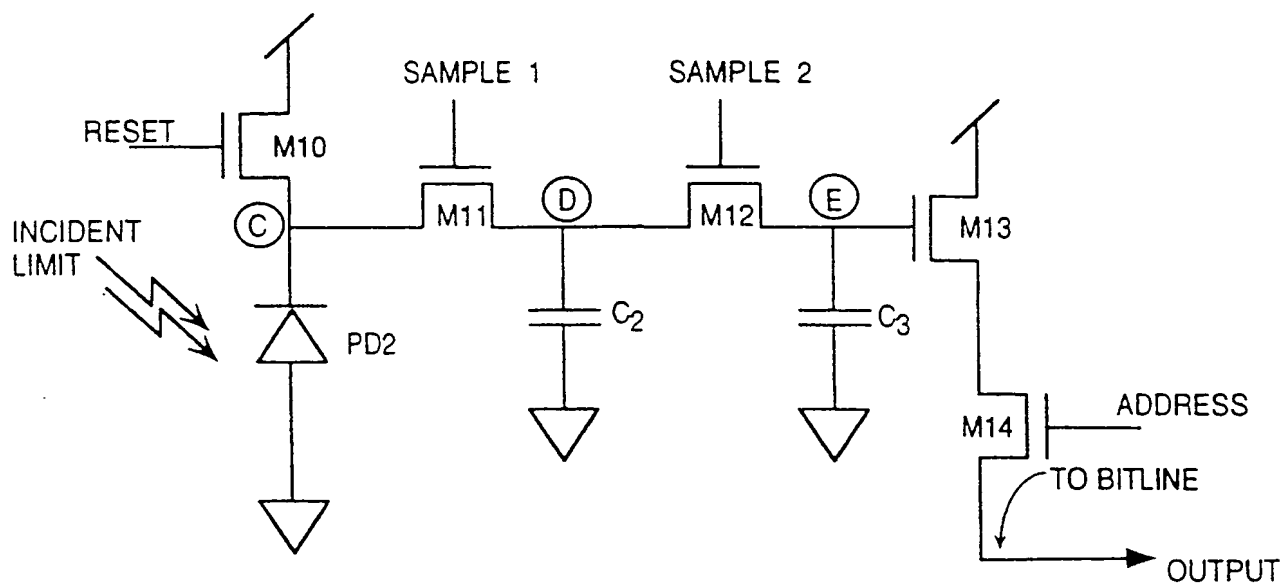 SAMPLE 1
SAMPLE 2
RESET
M10
C
M11
D
M12
E
M13
INCIDENT
LIMIT
PD2
C2
C3
M14
ADDRESS
TO BITLINE
OUTPUT